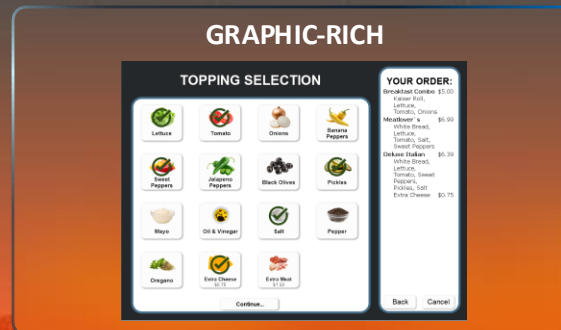 GRAPHIC-RICH
TOPPING SELECTION
Lettuce
Tomato
Onions
Banana
Peppers
Sweet
Peppers
Jalapeno
Peppers
Black Olives
Pickles
Mayo
Oil & Vinegar
Salt
Pepper
Oregano
Extra Cheese
$0.75
Extra Meat
Continue...
YOUR ORDER:
Breakfast Combo $5.00
Kaiser Roll,
Lettuce,
Tomato, Onions
Meatlover's $6.99
White Bread,
Lettuce,
Tomato, Salt,
Sweet Peppers
Deluxe Italian $6.39
White Bread,
Lettuce,
Tomato, Sweet
Peppers,
Pickles, Salt
Extra Cheese $0.75
Back Cancel